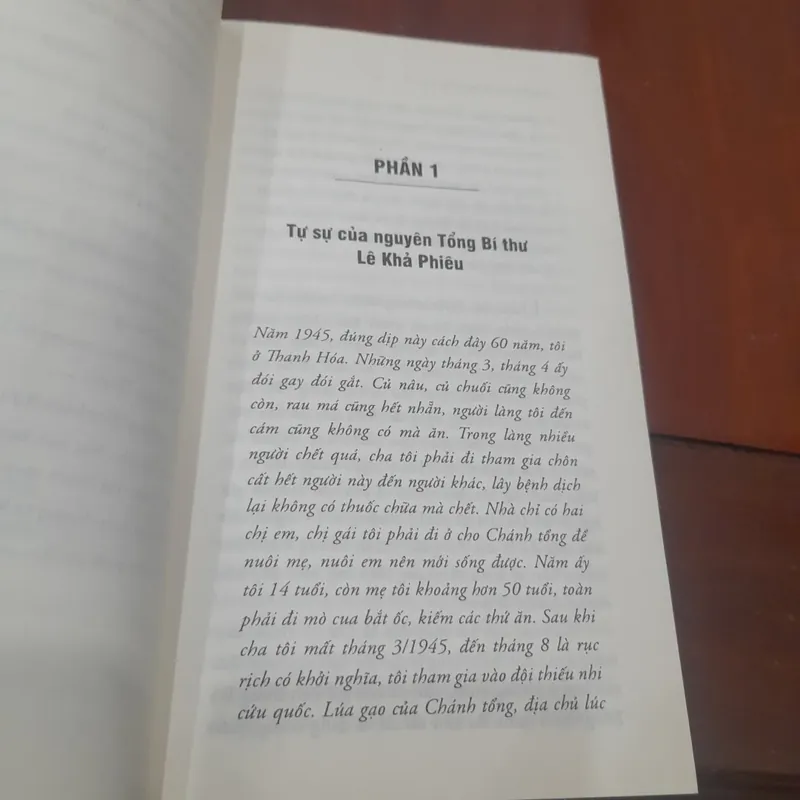 PHẦN 1
Tự sự của nguyên Tổng Bí thư
Lê Khả Phiêu
Năm 1945, đúng dịp này cách đây 60 năm, tôi
ở Thanh Hóa. Những ngày tháng 3, tháng 4 ấy
đói gay đói gắt. Củ nâu, củ chuối cũng không
còn, rau má cũng hết nhẵn, người làng tôi đến
cám cũng không có mà ăn. Trong làng nhiều
người chết quá, cha tôi phải đi tham gia chôn
cất hết người này đến người khác, lây bệnh dịch
lại không có thuốc chữa mà chết. Nhà chỉ có hai
chị em, chị gái tôi phải đi ở cho Chánh tổng để
nuôi mẹ, nuôi em nên mới sống được. Năm ấy
tôi 14 tuổi, còn mẹ tôi khoảng hơn 50 tuổi, toàn
phải đi mò cua bắt ốc, kiếm các thứ ăn. Sau khi
cha tôi mất tháng 3/1945, đến tháng 8 là rục
rịch có khởi nghĩa, tôi tham gia vào đội thiếu nhi
cứu quốc. Lúa gạo của Chánh tổng, địa chủ lúc